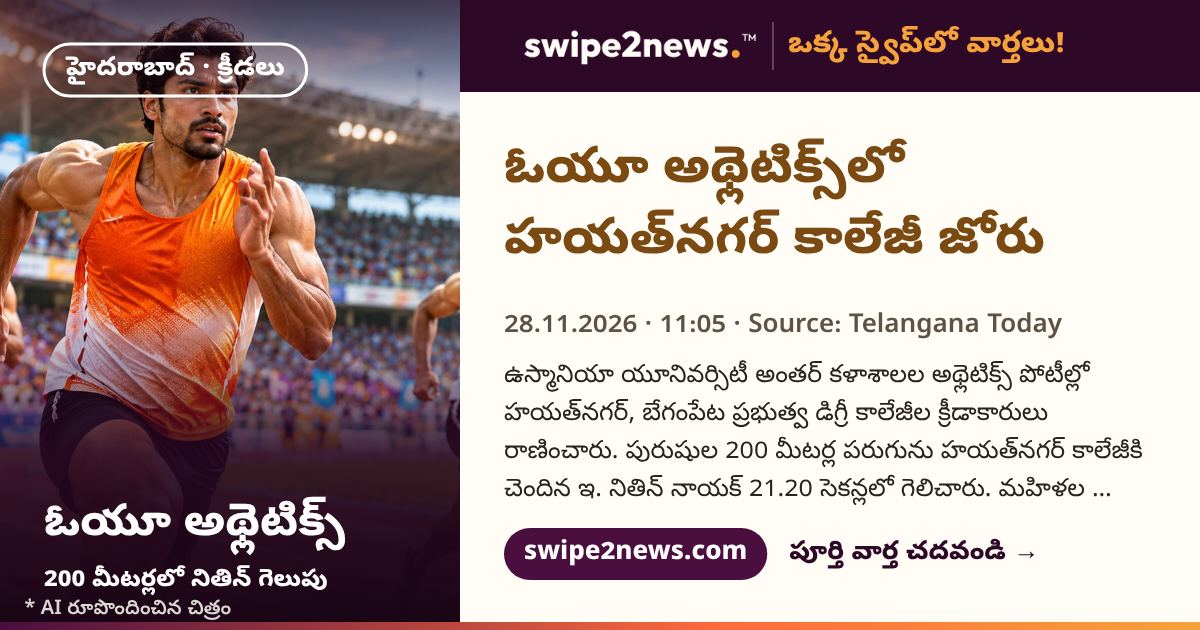 హైదరాబాద్ · క్రీడలు
swipe2news.™
ఒక్క స్వైప్‌లో వార్తలు!
ఓయూ అథ్లెటిక్స్‌లో
హయత్‌నగర్ కాలేజీ జోరు
28.11.2026 · 11:05 · Source: Telangana Today
ఉస్మానియా యూనివర్సిటీ అంతర్ కళాశాలల అథ్లెటిక్స్ పోటీల్లో
హయత్‌నగర్, బేగంపేట ప్రభుత్వ డిగ్రీ కాలేజీల క్రీడాకారులు
రాణించారు. పురుషుల 200 మీటర్ల పరుగును హయత్‌నగర్ కాలేజీకి
చెందిన ఇ. నితిన్ నాయక్ 21.20 సెకన్లలో గెలిచారు. మహిళల ...
swipe2news.com
పూర్తి వార్త చదవండి →
ఓయూ అథ్లెటిక్స్
200 మీటర్లలో నితిన్ గెలుపు
* AI రూపొందించిన చిత్రం